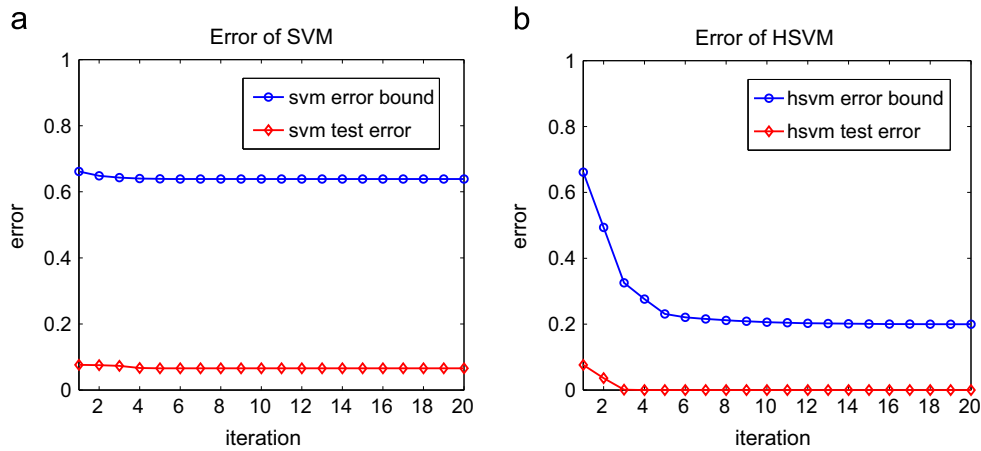 a
Error of SVM
1
0.8
0.6
0.4
0.2
0
error
svm error bound
svm test error
2 4 6 8 10 12 14 16 18 20
iteration
b
Error of HSVM
1
0.8
0.6
0.4
0.2
0
error
hsvm error bound
hsvm test error
2 4 6 8 10 12 14 16 18 20
iteration